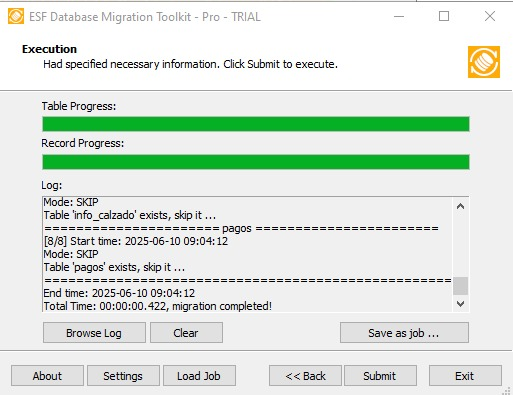 ESF Database Migration Toolkit - Pro - TRIAL
Execution
Had specified necessary information. Click Submit to execute.
Table Progress:
Record Progress:
Log:
Mode: SKIP
Table 'info_calzado' exists, skip it ...
====================== pagos =======================
[8/8] Start time: 2025-06-10 09:04:12
Mode: SKIP
Table 'pagos' exists, skip it ...
===================================================
End time: 2025-06-10 09:04:12
Total Time: 00:00:00.422, migration completed!
Browse Log
Clear
Save as job ...
About
Settings
Load Job
<< Back
Submit
Exit